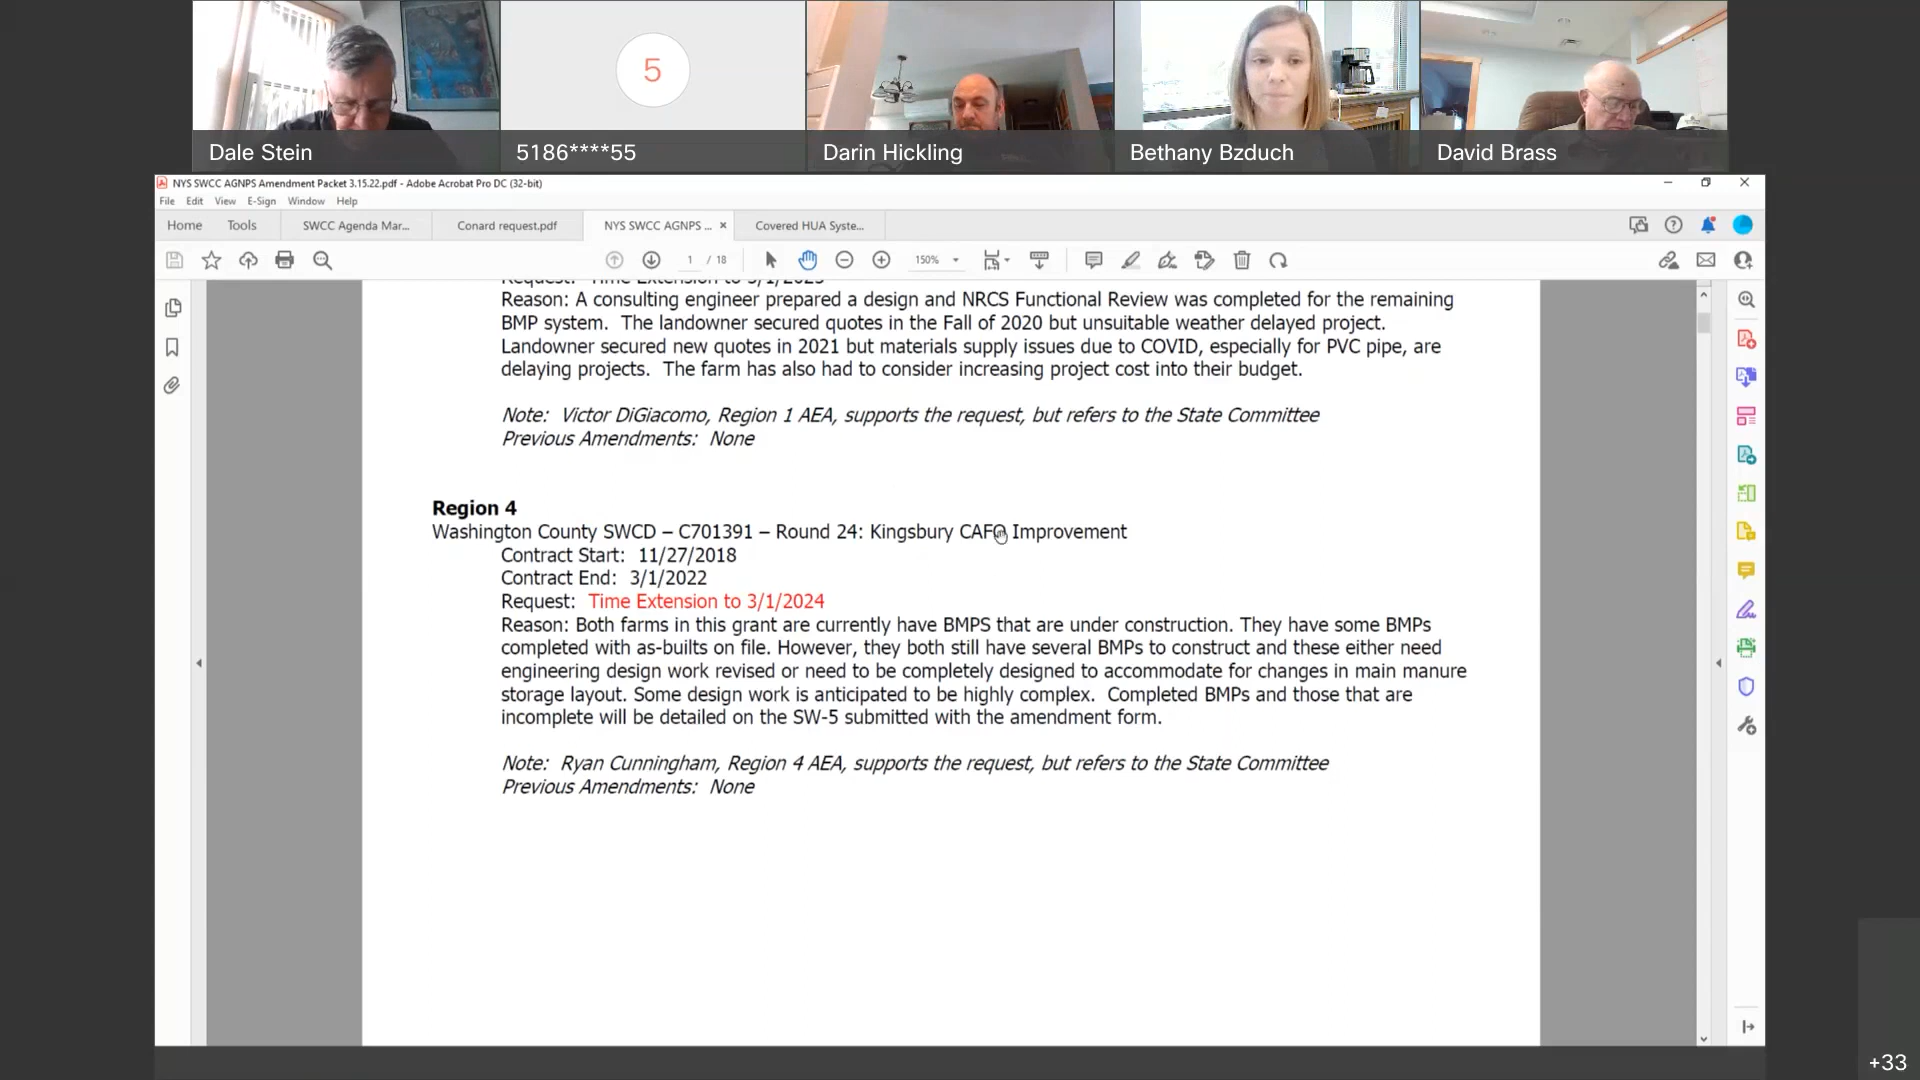 5
Dale Stein
5186****55
Darin Hickling
Bethany Bzduch
David Brass
NYS SWCC AGNPS Amendment Packet 3.15.22.pdf - Adobe Acrobat Pro DC (32-bit)
File Edit View E-Sign Window Help
Home Tools SWCC Agenda Mar... Conard request.pdf NYS SWCC AGNPS ... × Covered HUA Syste...
1 / 18 150%
Request: Time Extension to 3/1/2023
Reason: A consulting engineer prepared a design and NRCS Functional Review was completed for the remaining
BMP system. The landowner secured quotes in the Fall of 2020 but unsuitable weather delayed project.
Landowner secured new quotes in 2021 but materials supply issues due to COVID, especially for PVC pipe, are
delaying projects. The farm has also had to consider increasing project cost into their budget.
Note: Victor DiGiacomo, Region 1 AEA, supports the request, but refers to the State Committee
Previous Amendments: None
Region 4
Washington County SWCD – C701391 – Round 24: Kingsbury CAFO Improvement
Contract Start: 11/27/2018
Contract End: 3/1/2022
Request: Time Extension to 3/1/2024
Reason: Both farms in this grant are currently have BMPS that are under construction. They have some BMPs
completed with as-builts on file. However, they both still have several BMPs to construct and these either need
engineering design work revised or need to be completely designed to accommodate for changes in main manure
storage layout. Some design work is anticipated to be highly complex. Completed BMPs and those that are
incomplete will be detailed on the SW-5 submitted with the amendment form.
Note: Ryan Cunningham, Region 4 AEA, supports the request, but refers to the State Committee
Previous Amendments: None
+33